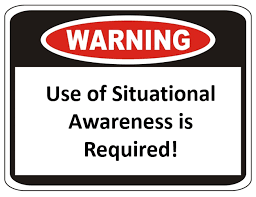 WARNING
Use of Situational
Awareness is
Required!